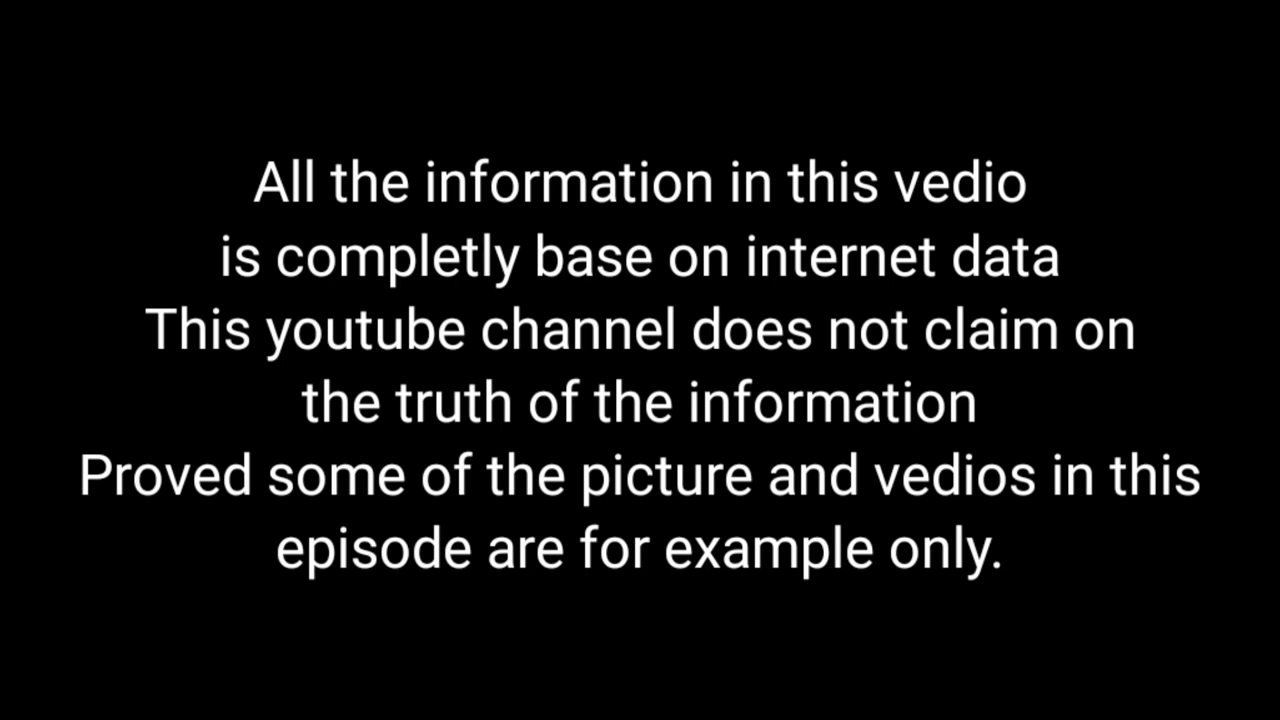 All the information in this vedio
is completly base on internet data
This youtube channel does not claim on
the truth of the information
Proved some of the picture and vedios in this
episode are for example only.